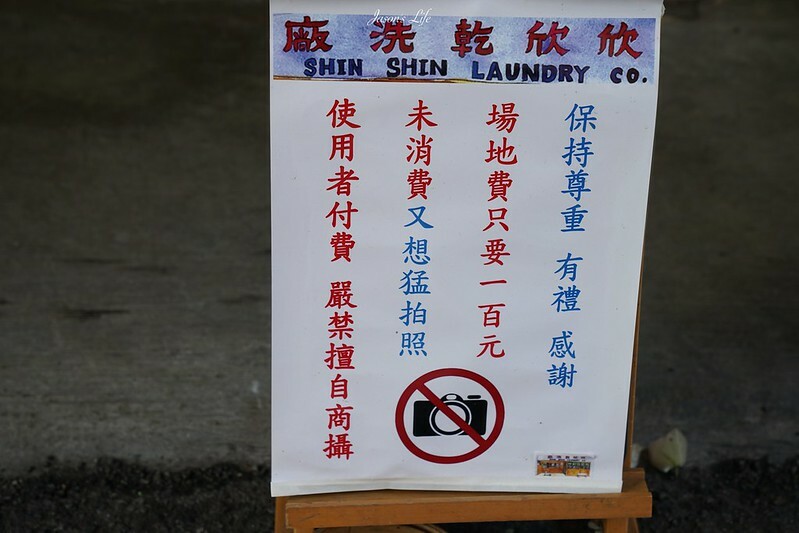 Jason's Life
欣欣乾洗廠
SHIN SHIN LAUNDRY CO.
使用者付費 嚴禁擅自商攝
未消費又想猛拍照
場地費只要一百元
保持尊重 有禮 感謝